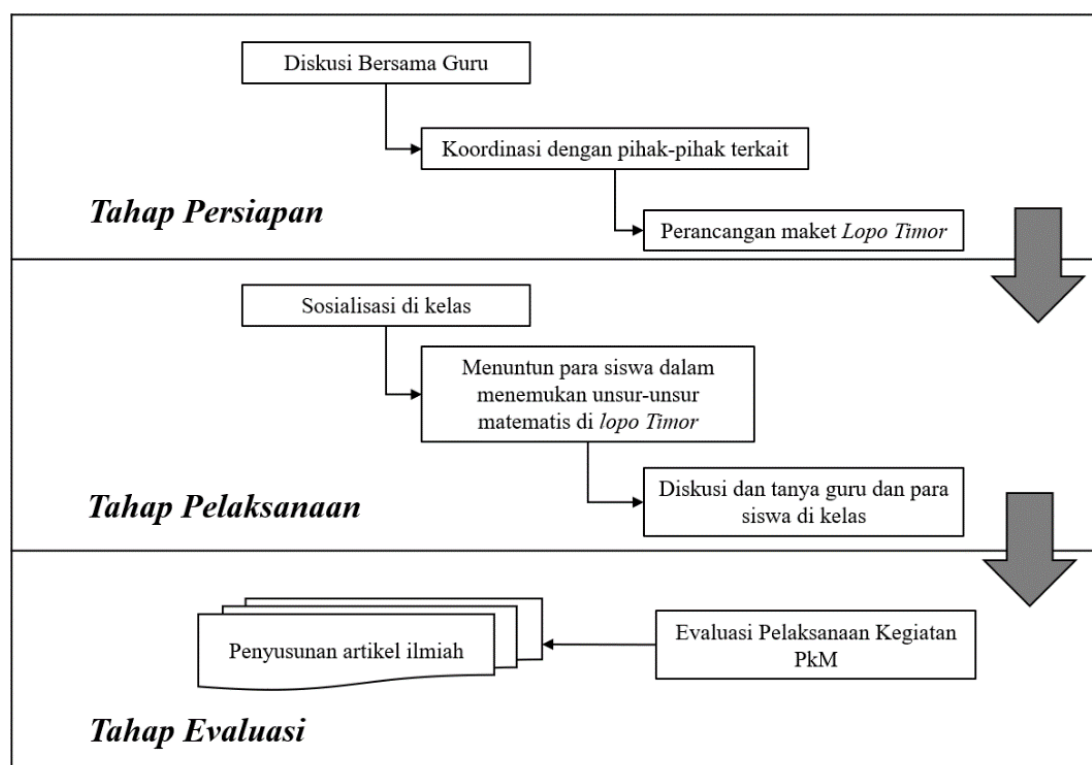 Diskusi Bersama Guru
Koordinasi dengan pihak-pihak terkait
Tahap Persiapan
Perancangan maket Lopo Timor
Sosialisasi di kelas
Menuntun para siswa dalam
menemukan unsur-unsur
matematis di lopo Timor
Tahap Pelaksanaan
Diskusi dan tanya guru dan para
siswa di kelas
Penyusunan artikel ilmiah
Evaluasi Pelaksanaan Kegiatan
PkM
Tahap Evaluasi